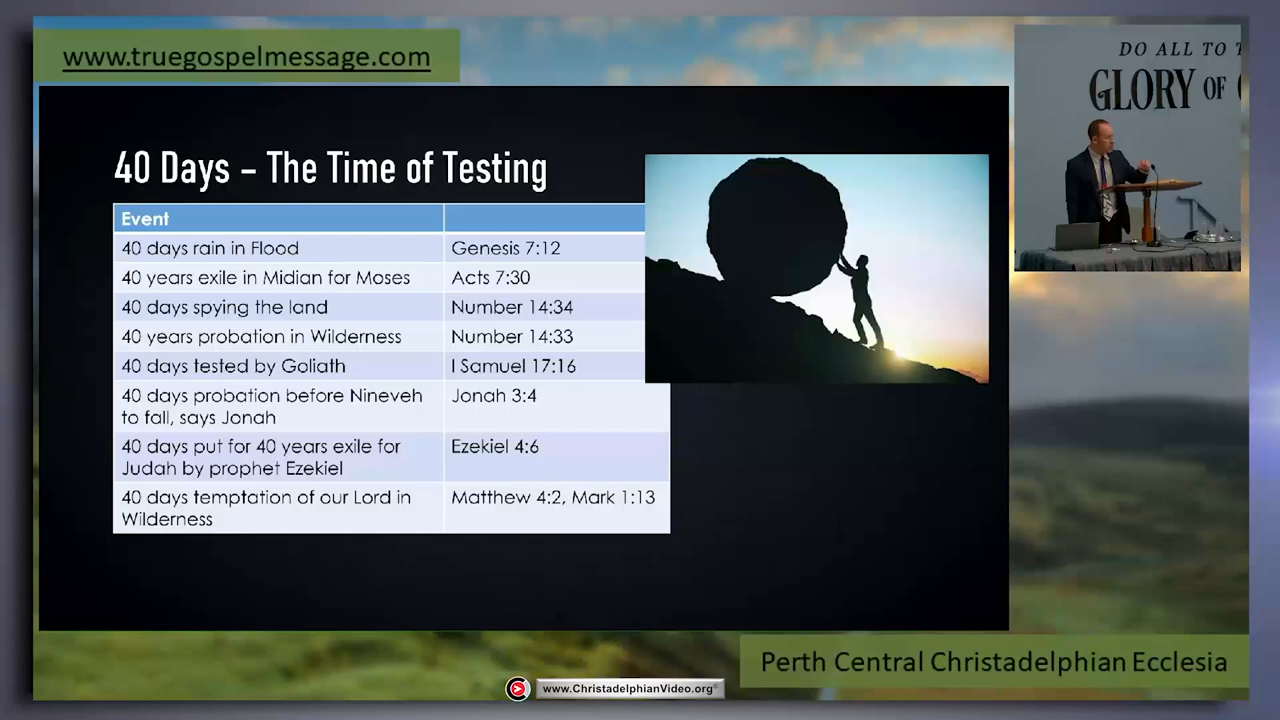 www.truegospelmessage.com
DO ALL TO
GLORY OF
40 Days – The Time of Testing
Event
40 days rain in Flood Genesis 7:12
40 years exile in Midian for Moses Acts 7:30
40 days spying the land Number 14:34
40 years probation in Wilderness Number 14:33
40 days tested by Goliath I Samuel 17:16
40 days probation before Nineveh Jonah 3:4
to fall, says Jonah
40 days put for 40 years exile for Ezekiel 4:6
Judah by prophet Ezekiel
40 days temptation of our Lord in Matthew 4:2, Mark 1:13
Wilderness
Perth Central Christadelphian Ecclesia
www.ChristadelphianVideo.org